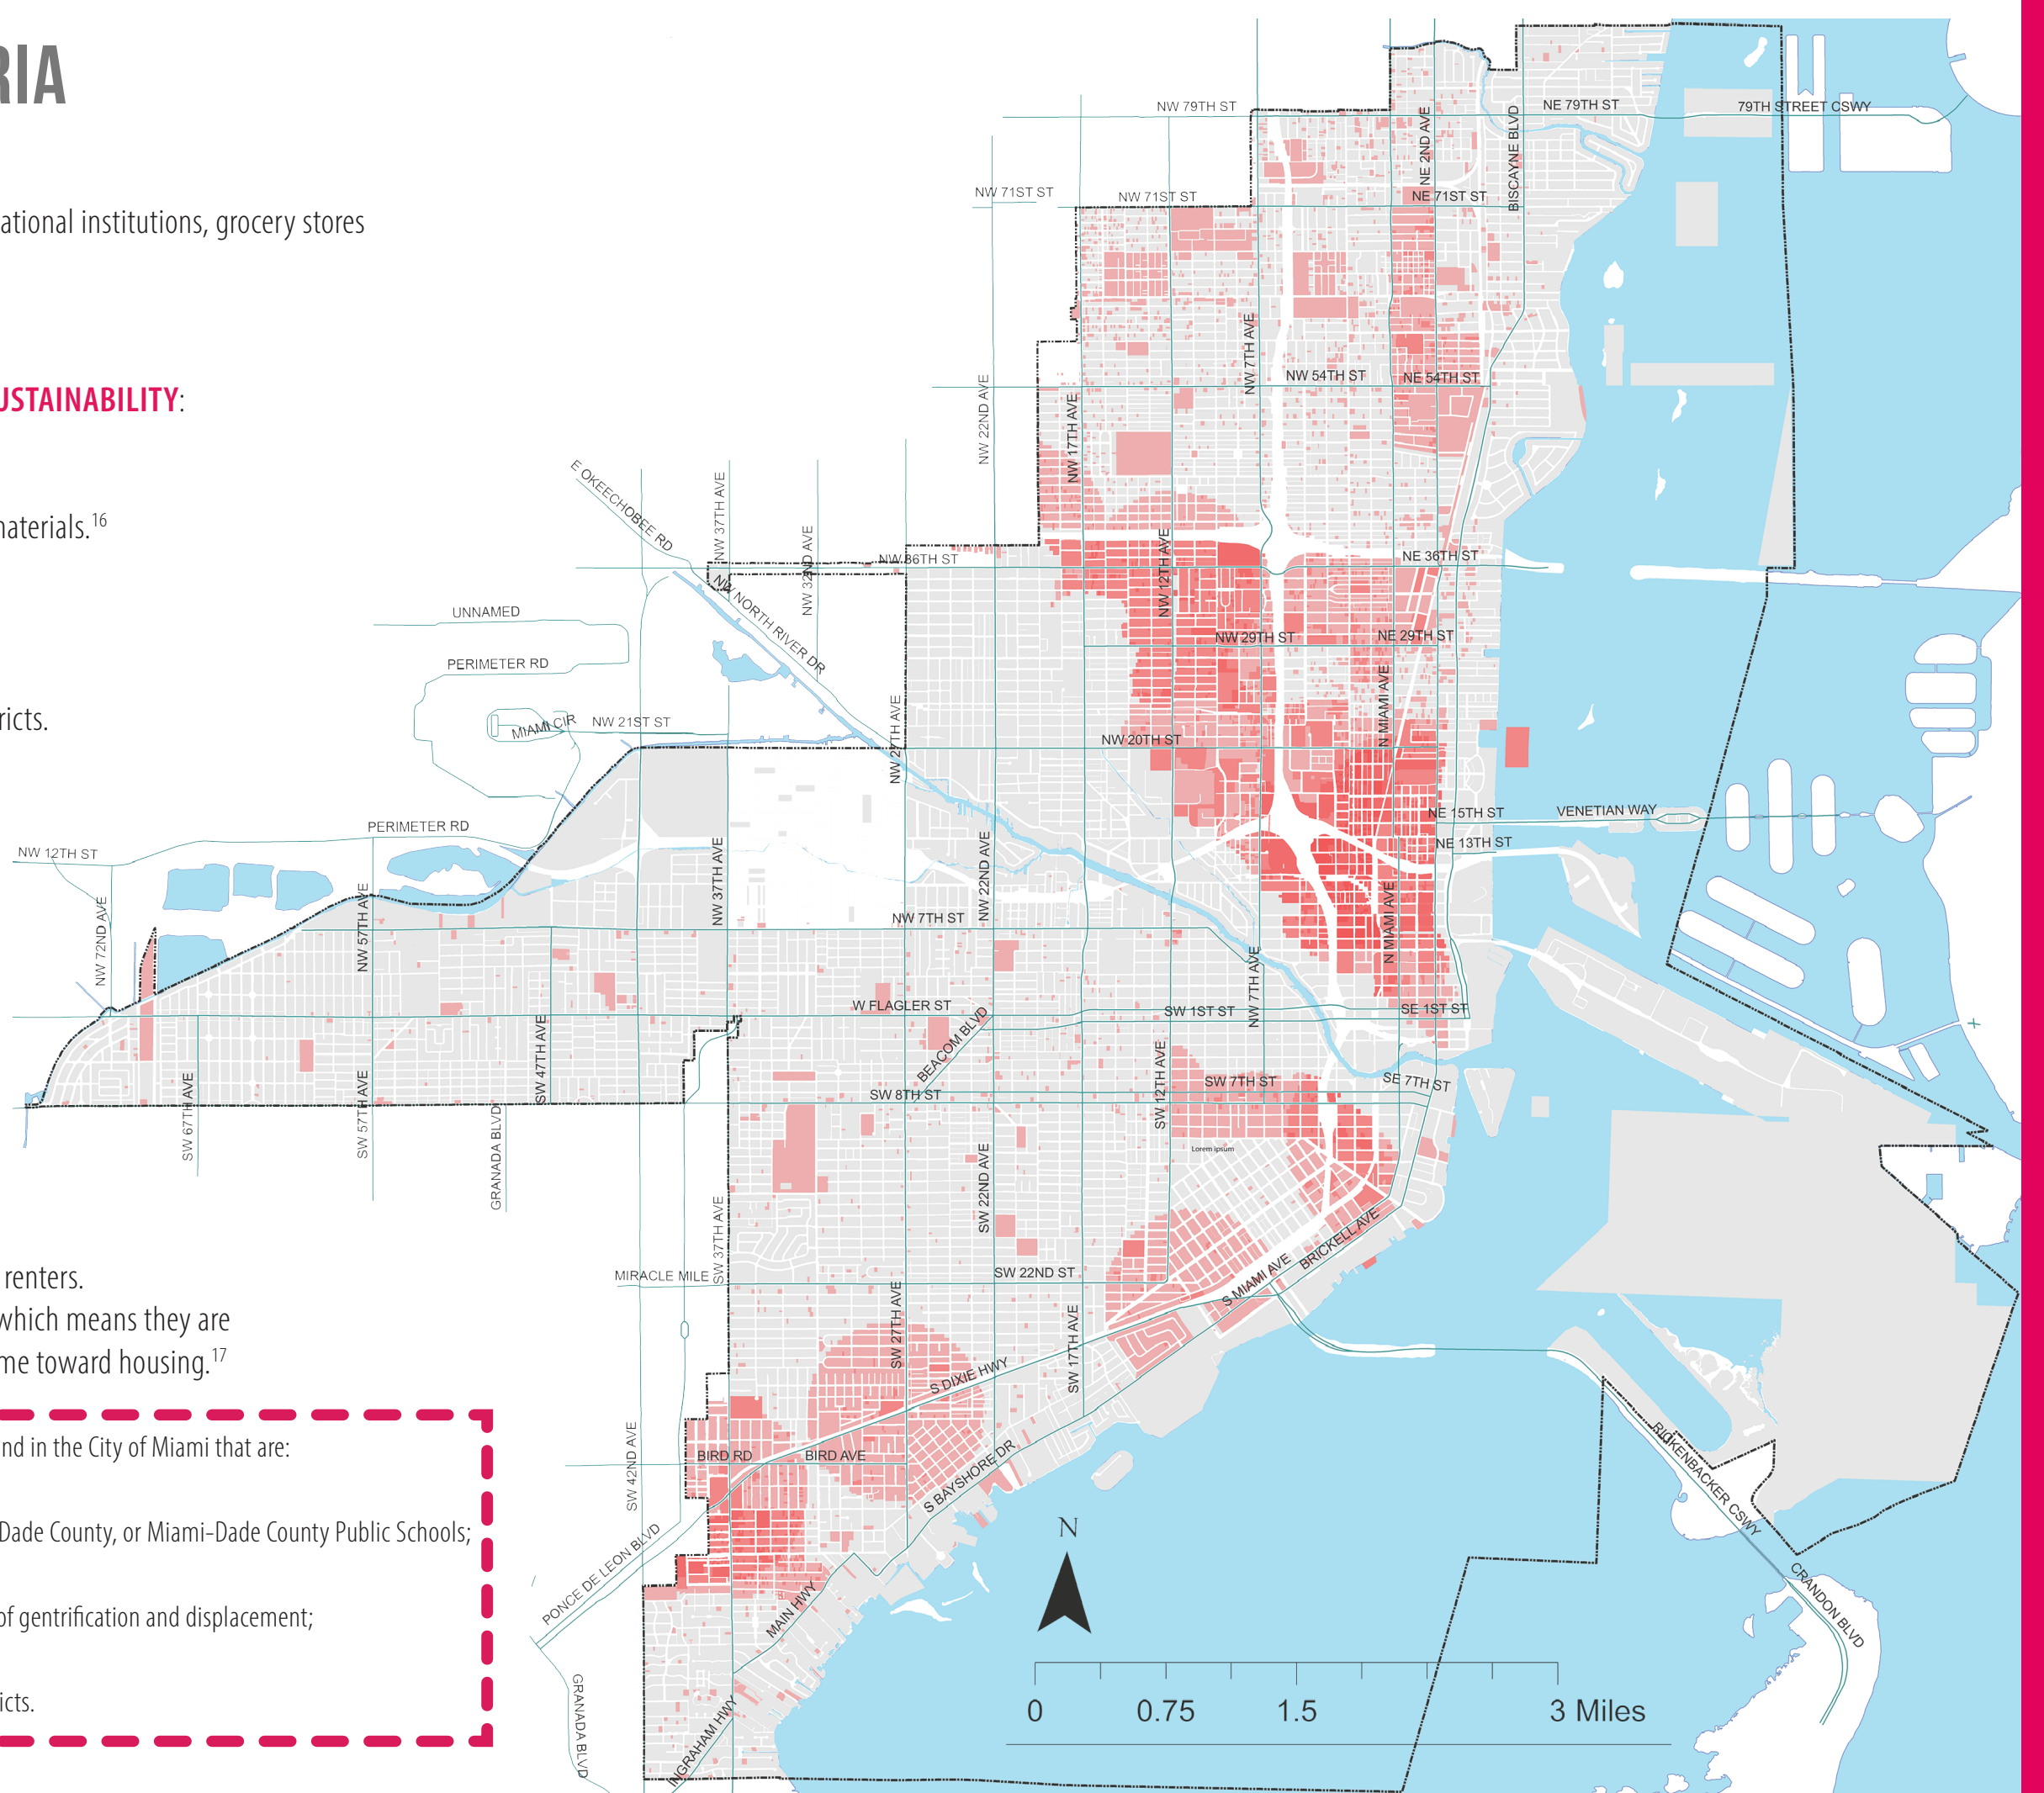 RIA
ational institutions, grocery stores
USTAINABILITY:
naterials.16
ricts.
renters.
which means they are
me toward housing.17
nd in the City of Miami that are:
Dade County, or Miami-Dade County Public Schools;
of gentrification and displacement;
icts.
NW 79TH ST
NE 79TH ST
79TH STREET CSWY
NE 2ND AVE
BISCAYNE BLVD
NW 71ST ST
NW 71ST ST
NE 71ST ST
NW 7TH AVE
NW 54TH ST
NE 54TH ST
NW 22ND AVE
NW 17TH AVE
E OKEECHOBEE RD
NW 37TH AVE
NW 32ND AVE
NW 36TH ST
NW 12TH AVE
NE 36TH ST
NW NORTH RIVER DR
UNNAMED
PERIMETER RD
NW 29TH ST
NE 29TH ST
MIAMI CIR
NW 21ST ST
NW 27TH AVE
N MIAMI AVE
NW 20TH ST
PERIMETER RD
NE 15TH ST
VENETIAN WAY
NW 12TH ST
NE 13TH ST
NW 72ND AVE
NW 57TH AVE
NW 37TH AVE
NW 22ND AVE
NW 7TH ST
N MIAMI AVE
NW 7TH AVE
W FLAGLER ST
SW 1ST ST
SE 1ST ST
BEACOM BLVD
SW 47TH AVE
SW 67TH AVE
SW 57TH AVE
GRANADA BLVD
SW 8TH ST
SW 12TH AVE
SW 7TH ST
SE 7TH ST
Lorem ipsum
SW 22ND AVE
SW 37TH AVE
MIRACLE MILE
SW 22ND ST
S MIAMI AVE
BRICKELL AVE
SW 27TH AVE
SW 17TH AVE
S DIXIE HWY
SW 42ND AVE
BIRD RD
BIRD AVE
S BAYSHORE DR
RICKENBACKER CSWY
PONCE DE LEON BLVD
MAIN HWY
CRANDON BLVD
GRANADA BLVD
INGRAHAM HWY
N
0
0.75
1.5
3 Miles